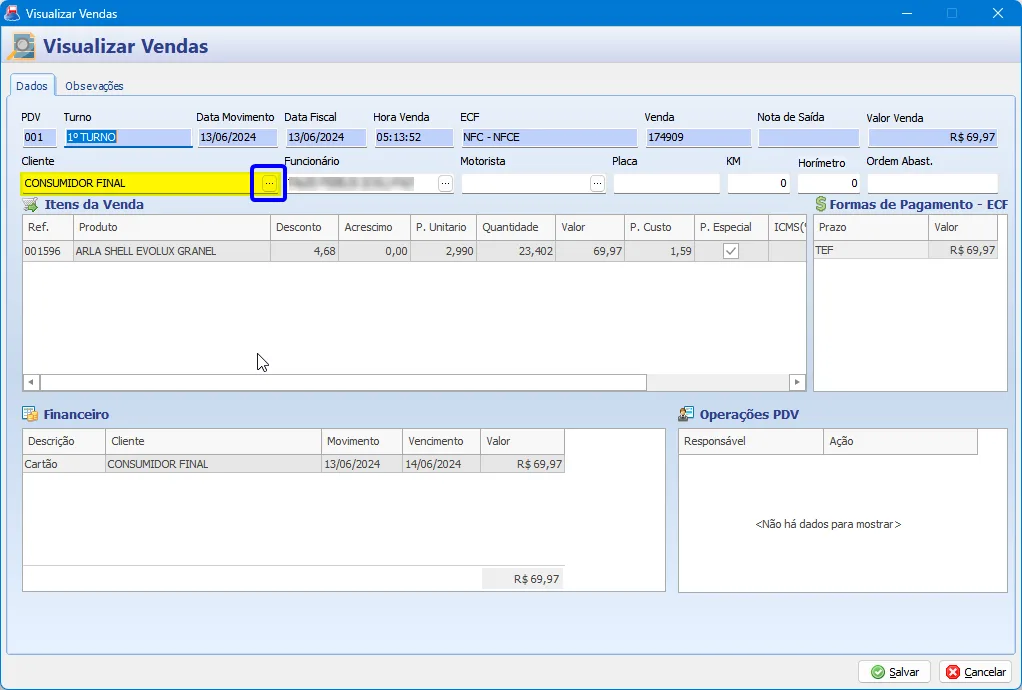 Visualizar Vendas
Visualizar Vendas
Dados Obsevações
PDV Turno Data Movimento Data Fiscal Hora Venda ECF Venda Nota de Saída Valor Venda
001 1º TURNO 13/06/2024 13/06/2024 05:13:52 NFC - NFCE 174909 R$ 69,97
Cliente Funcionário Motorista Placa KM Horímetro Ordem Abast.
CONSUMIDOR FINAL ... ... ... 0 0
Itens da Venda Formas de Pagamento - ECF
Ref. Produto Desconto Acrescimo P. Unitario Quantidade Valor P. Custo P. Especial ICMS(% Prazo Valor
001596 ARLA SHELL EVOLUX GRANEL 4,68 0,00 2,990 23,402 69,97 1,59 TEF R$ 69,97
Financeiro Operações PDV
Descrição Cliente Movimento Vencimento Valor Responsável Ação
Cartão CONSUMIDOR FINAL 13/06/2024 14/06/2024 R$ 69,97
<Não há dados para mostrar>
R$ 69,97
Salvar Cancelar